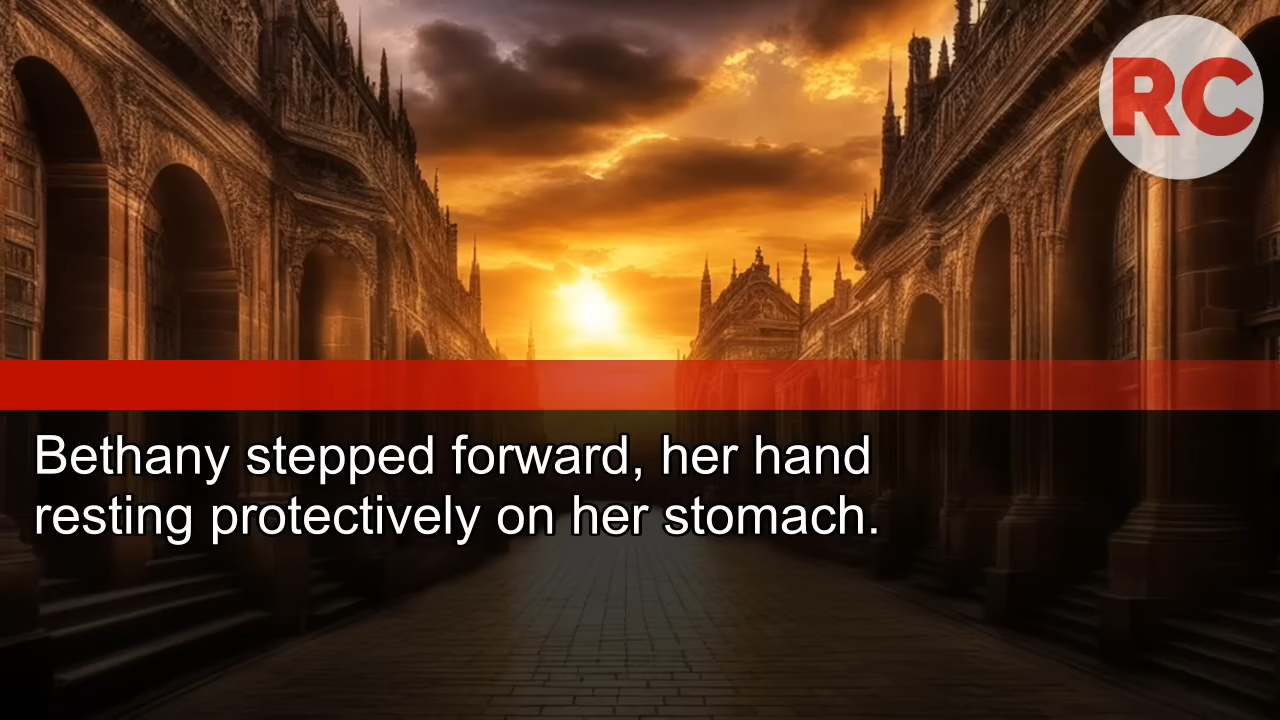 RC
Bethany stepped forward, her hand
resting protectively on her stomach.